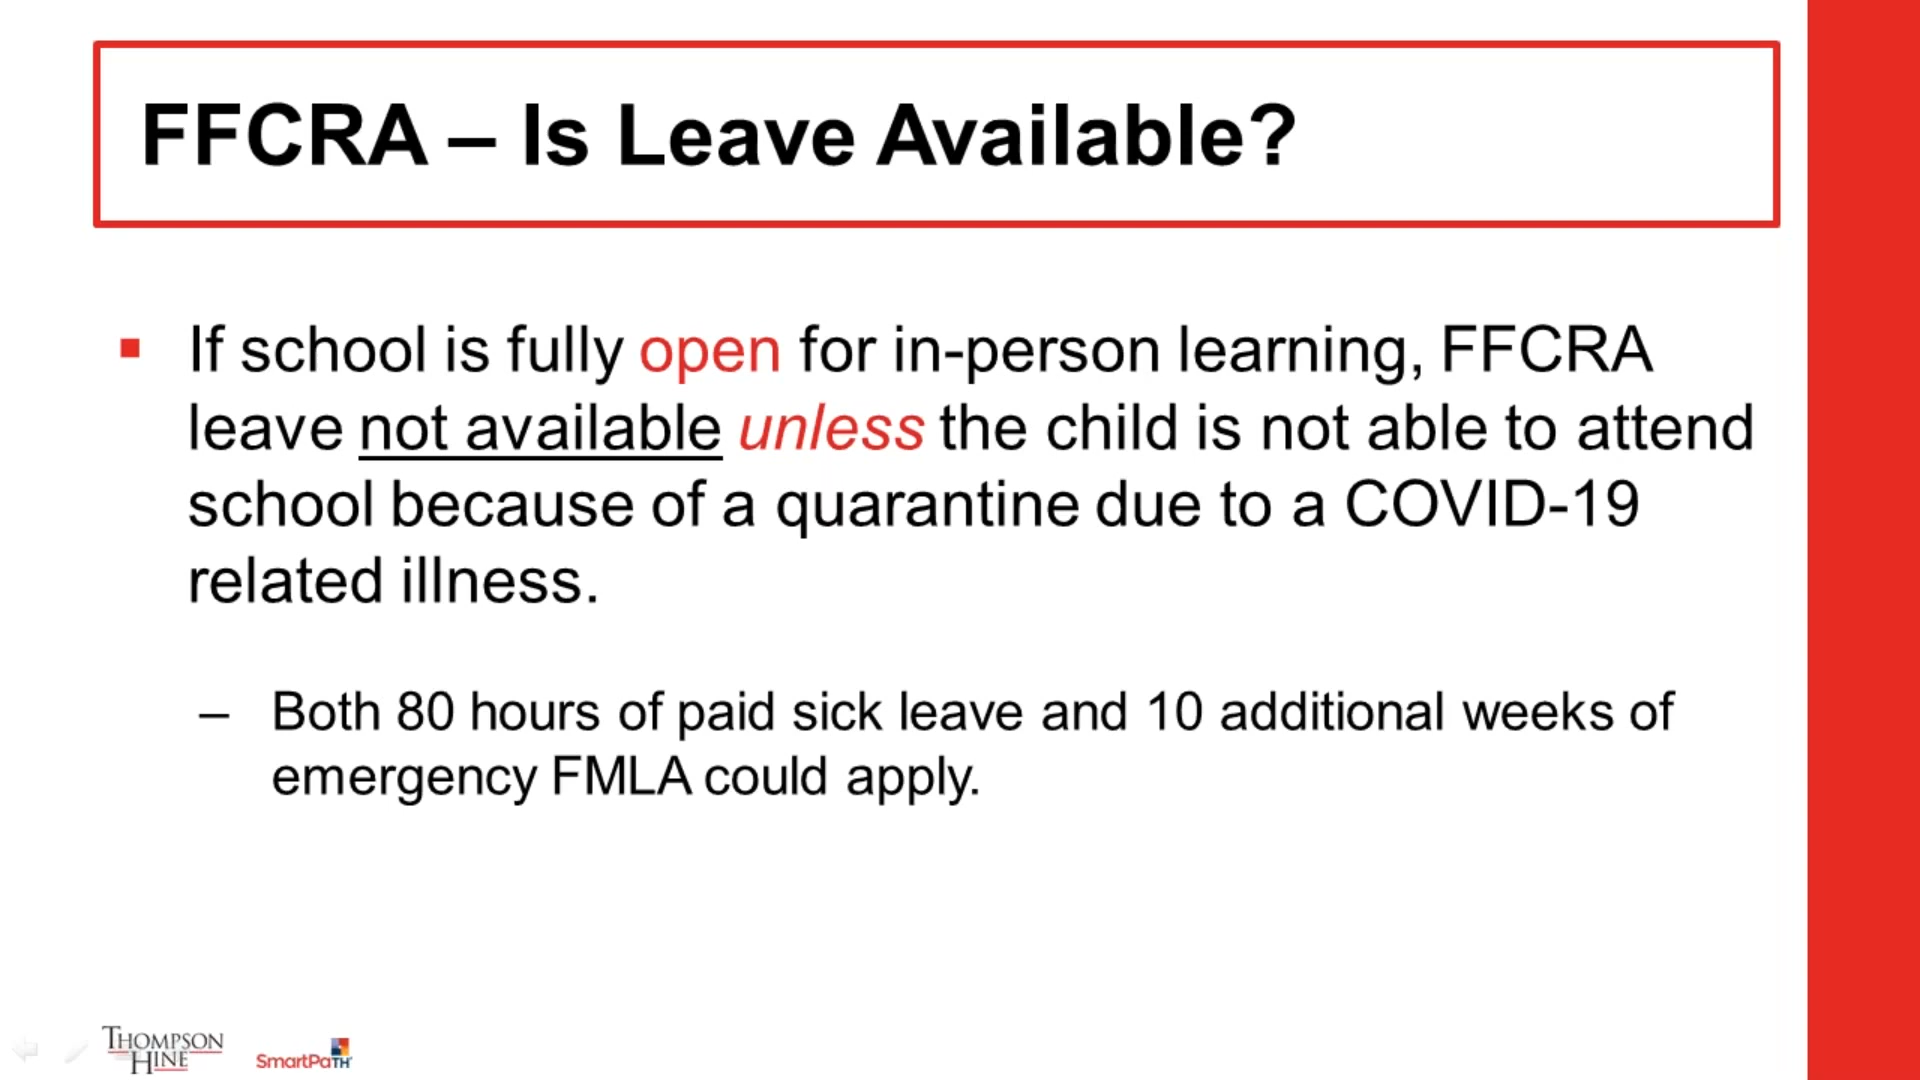 FFCRA – Is Leave Available?
▪ If school is fully open for in-person learning, FFCRA
leave not available unless the child is not able to attend
school because of a quarantine due to a COVID-19
related illness.
– Both 80 hours of paid sick leave and 10 additional weeks of
emergency FMLA could apply.
THOMPSON
HINE
SmartPaTH